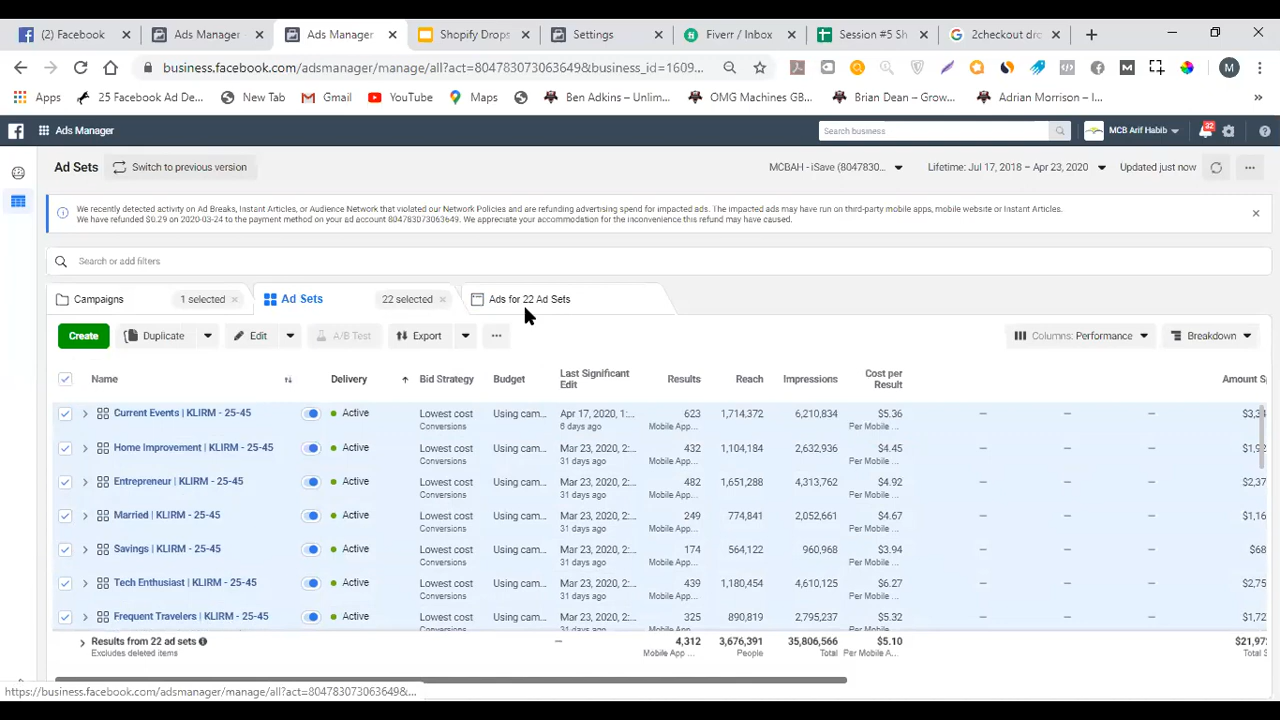 (2) Facebook
Ads Manager
Ads Manager
Shopify Drops
Settings
Fiverr / Inbox
Session #5 Sh
2checkout dro
business.facebook.com/adsmanager/manage/all?act=804783073063649&business_id=1609...
M
Apps
25 Facebook Ad De...
New Tab
Gmail
YouTube
Maps
Ben Adkins – Unlim...
OMG Machines GB...
Brian Dean – Grow...
Adrian Morrison – I...
Ads Manager
Search business
MCB Arif Habib
32
Ad Sets
Switch to previous version
MCBAH - iSave (8047830...
Lifetime: Jul 17, 2018 – Apr 23, 2020
Updated just now
We recently detected activity on Ad Breaks, Instant Articles, or Audience Network that violated our Network Policies and are refunding advertising spend for impacted ads. The impacted ads may have run on third-party mobile apps, mobile website or Instant Articles.
We have refunded $0.29 on 2020-03-24 to the payment method on your ad account 804783073063649. We appreciate your accommodation for the inconvenience this refund may have caused.
Search or add filters
Campaigns 1 selected
Ad Sets 22 selected
Ads for 22 Ad Sets
Create Duplicate Edit A/B Test Export ... Columns: Performance Breakdown
Name Delivery Bid Strategy Budget Last Significant Edit Results Reach Impressions Cost per Result Amount S
Current Events | KLIRM - 25-45 Active Lowest cost Using cam... Apr 17, 2020, 1:... 623 1,714,372 6,210,834 $5.36 – – – $3,3
Conversions 6 days ago Mobile App... Per Mobile ...
Home Improvement | KLIRM - 25-45 Active Lowest cost Using cam... Mar 23, 2020, 2:... 432 1,104,184 2,632,936 $4.45 – – – $1,9
Conversions 31 days ago Mobile App... Per Mobile ...
Entrepreneur | KLIRM - 25-45 Active Lowest cost Using cam... Mar 23, 2020, 2:... 482 1,651,288 4,313,762 $4.92 – – – $2,37
Conversions 31 days ago Mobile App... Per Mobile ...
Married | KLIRM - 25-45 Active Lowest cost Using cam... Mar 23, 2020, 2:... 249 774,841 2,052,661 $4.67 – – – $1,16
Conversions 31 days ago Mobile App... Per Mobile ...
Savings | KLIRM - 25-45 Active Lowest cost Using cam... Mar 23, 2020, 2:... 174 564,122 960,968 $3.94 – – – $68
Conversions 31 days ago Mobile App... Per Mobile ...
Tech Enthusiast | KLIRM - 25-45 Active Lowest cost Using cam... Mar 23, 2020, 2:... 439 1,180,454 4,610,125 $6.27 – – – $2,75
Conversions 31 days ago Mobile App... Per Mobile ...
Frequent Travelers | KLIRM - 25-45 Active Lowest cost Using cam... Mar 23, 2020, 2:... 325 890,819 2,795,237 $5.32 – – – $1,72
Results from 22 ad sets – 4,312 3,676,391 35,806,566 $5.10 $21,97
Excludes deleted items Mobile App ... People Total Per Mobile A... Total S
https://business.facebook.com/adsmanager/manage/all?act=804783073063649&...